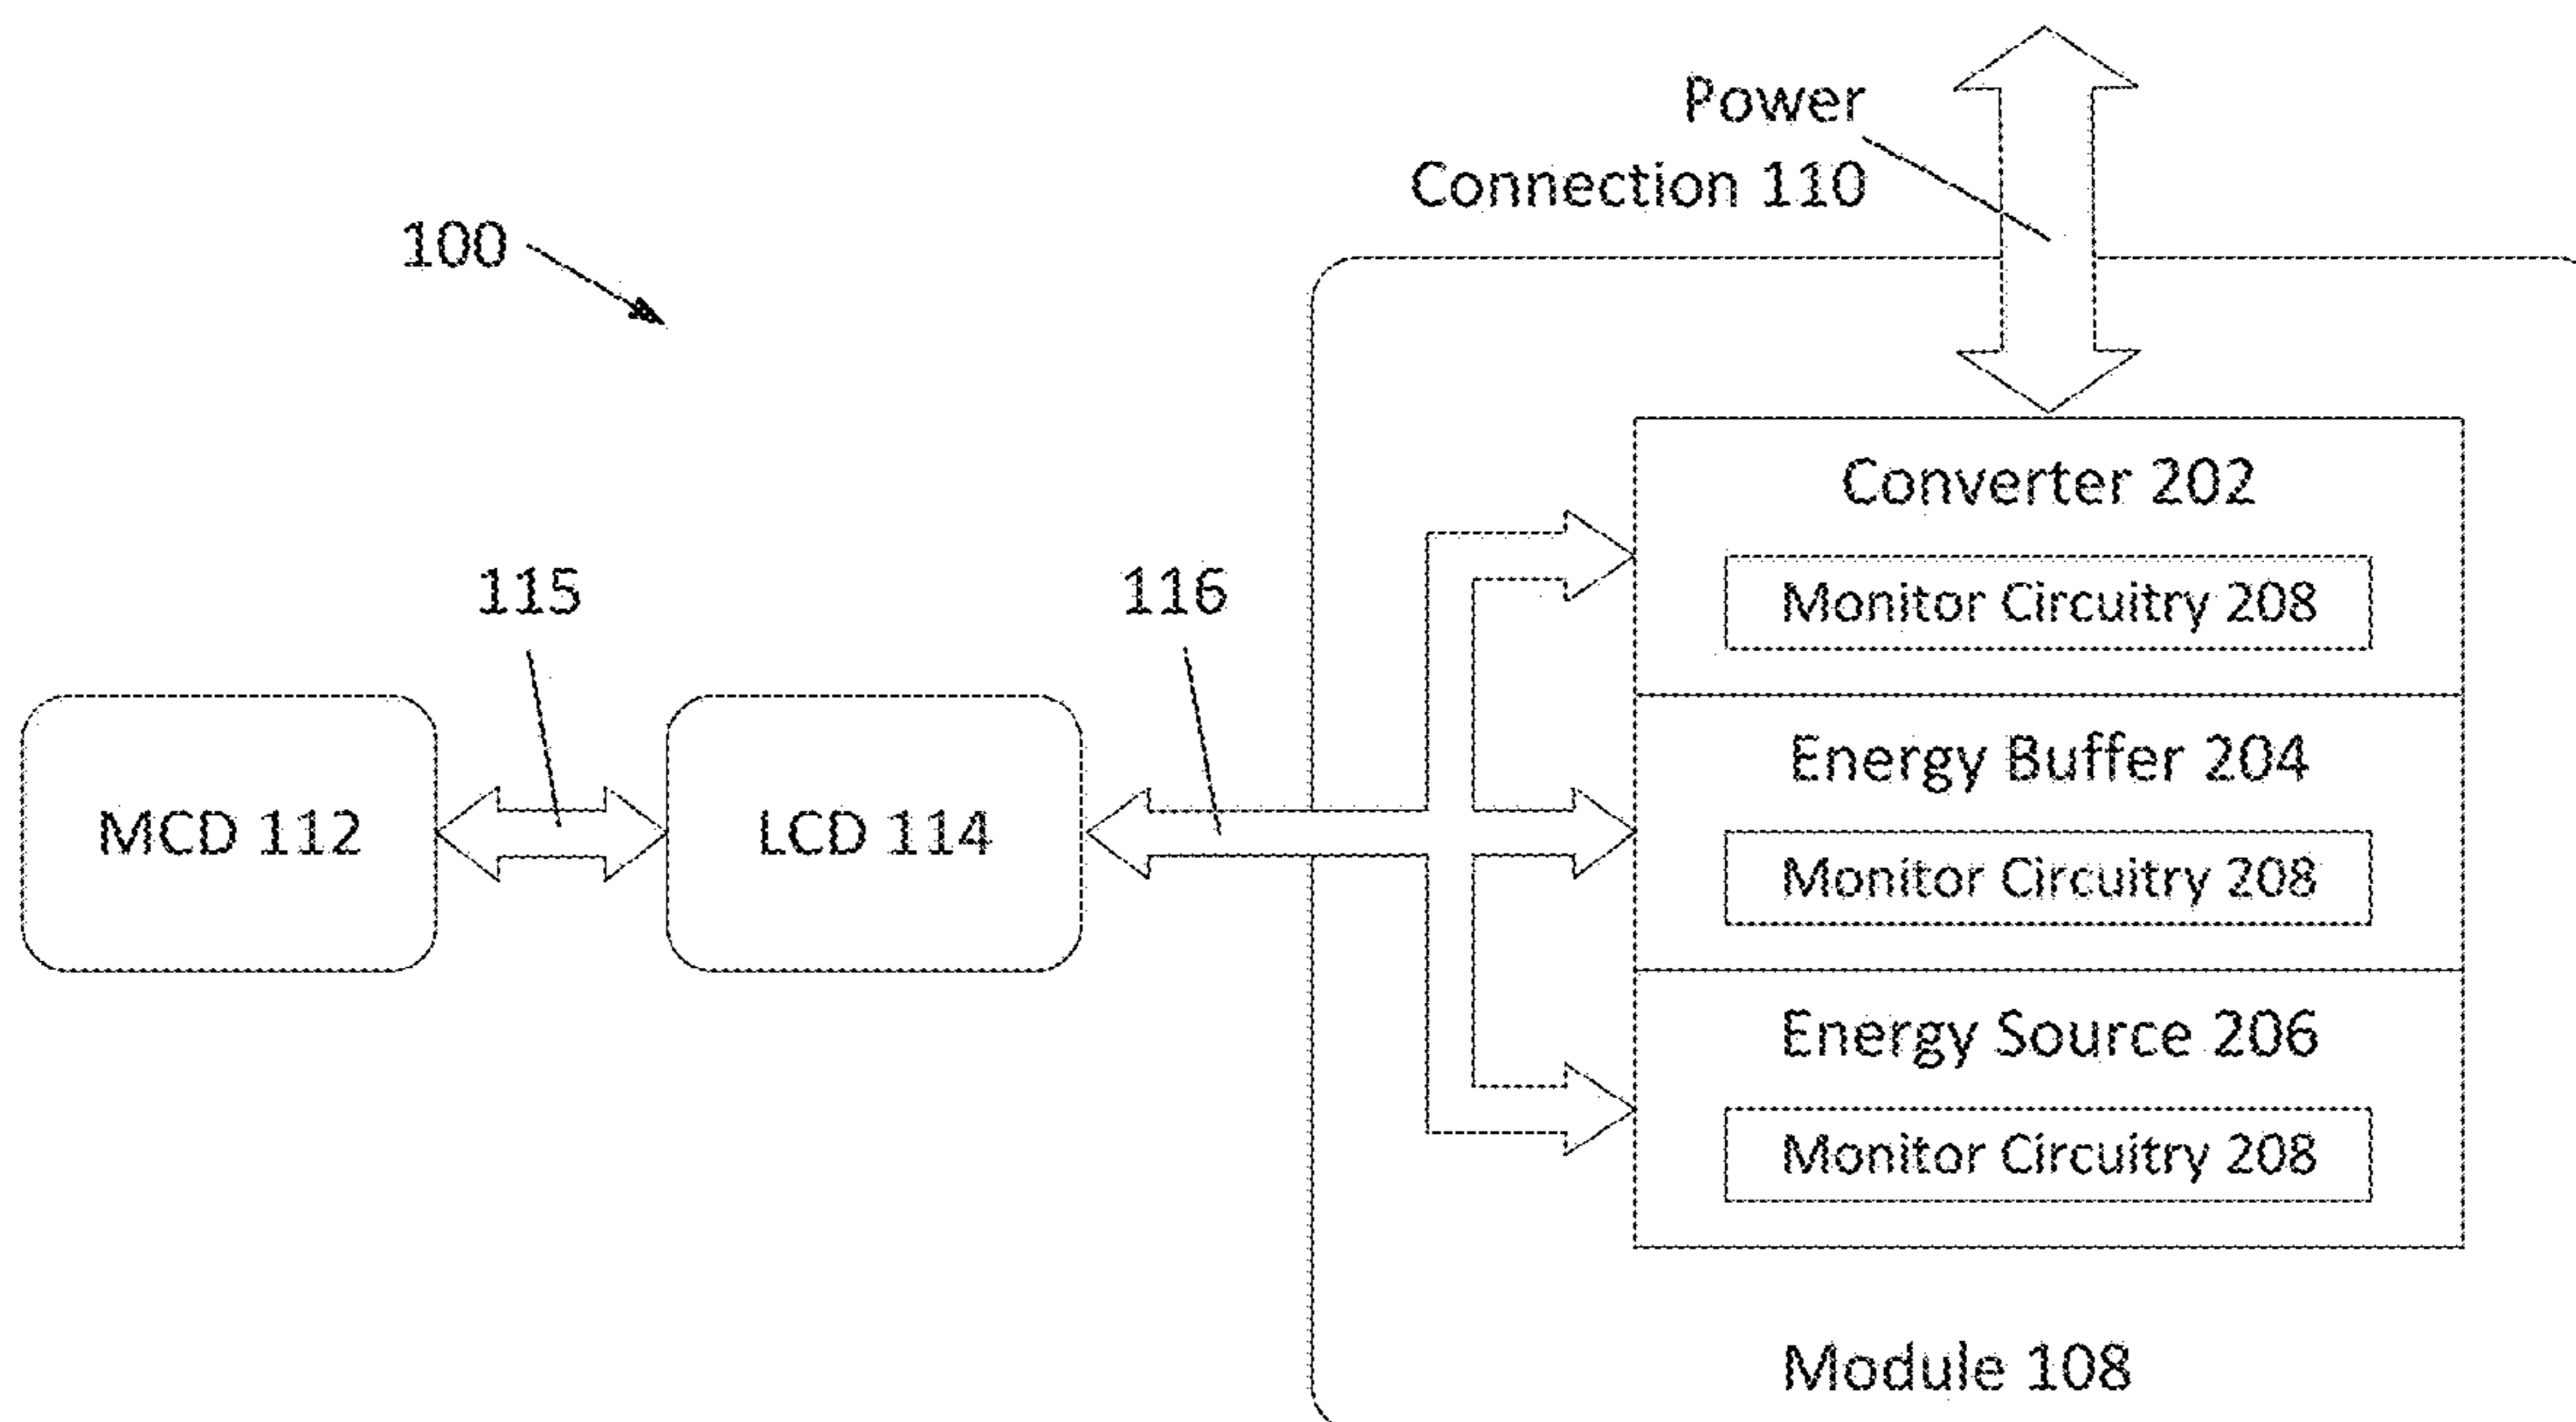 Power
Connection 110
100
Converter 202
115
116
Monitor Circuitry 208
MCD 112
LCD 114
Energy Buffer 204
Monitor Circuitry 208
Energy Source 206
Monitor Circuitry 208
Module 108